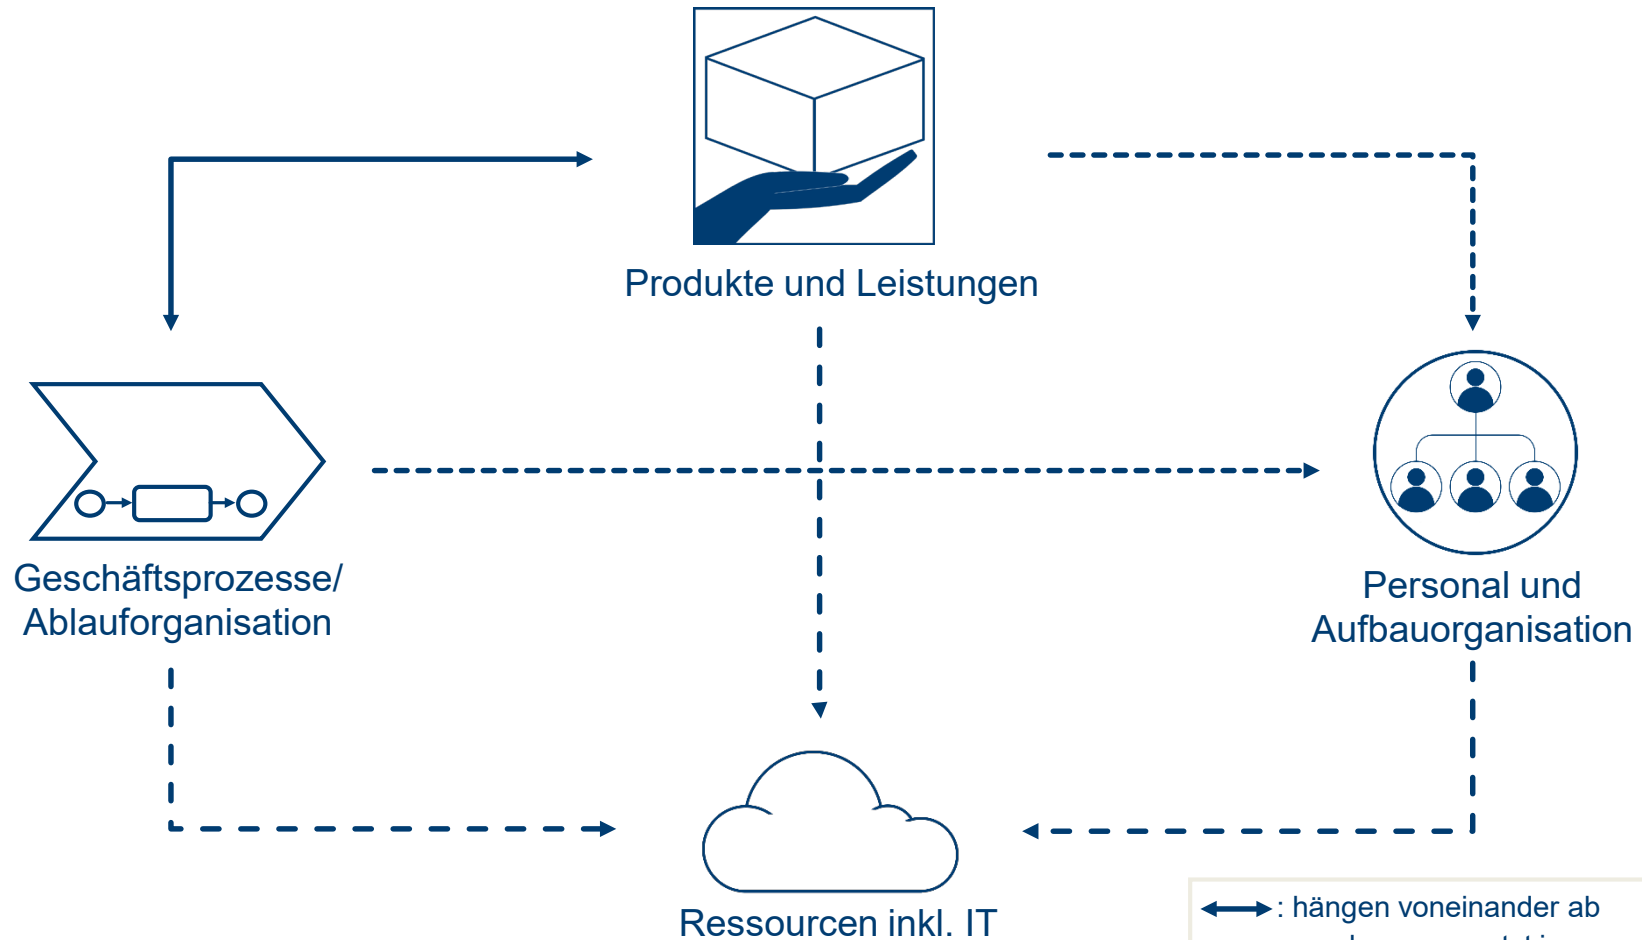 Produkte und Leistungen
Geschäftsprozesse/
Ablauforganisation
Personal und
Aufbauorganisation
Ressourcen inkl. IT
: hängen voneinander ab